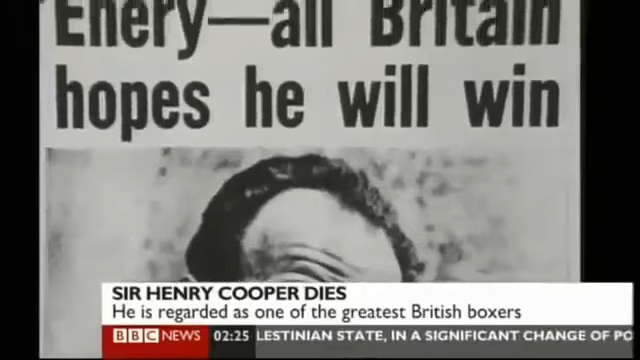 Enery—all Britain
hopes he will win
SIR HENRY COOPER DIES
He is regarded as one of the greatest British boxers
BBC NEWS 02:25 LESTINIAN STATE, IN A SIGNIFICANT CHANGE OF PO